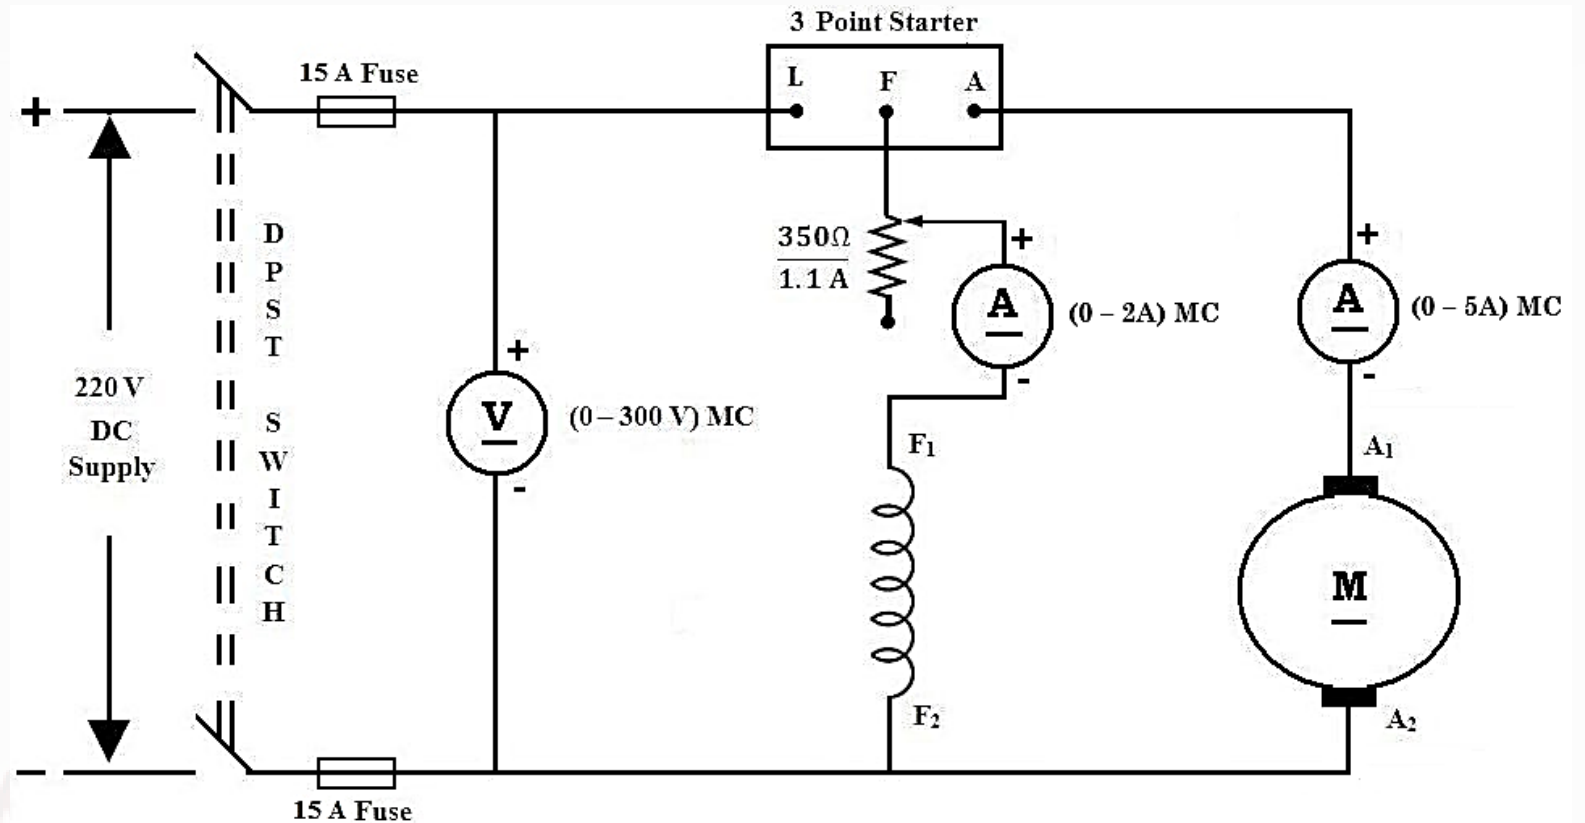 3 Point Starter
15 A Fuse
L F A
+
D
P
S
T
S
W
I
T
C
H
350Ω
1.1 A
+
A
(0 – 2A) MC
-
+
A
(0 – 5A) MC
-
220 V
DC
Supply
+
V
(0 – 300 V) MC
-
F1
A1
M
F2
A2
-
15 A Fuse